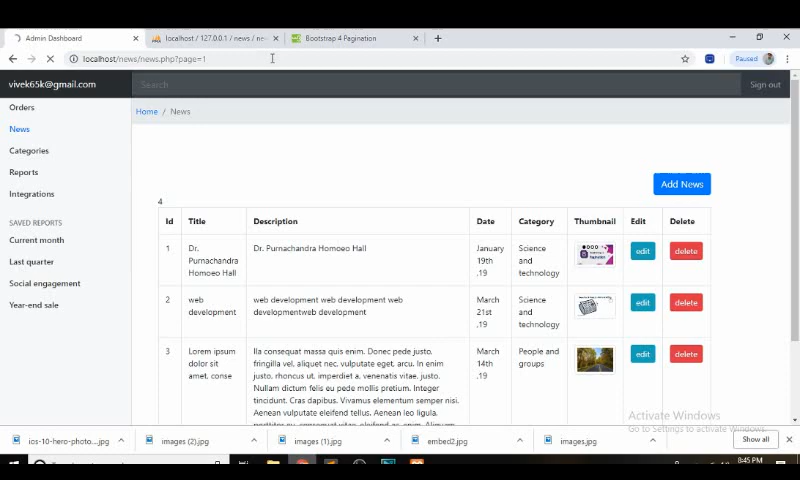 Admin Dashboard
localhost / 127.0.0.1 / news / nev
Bootstrap 4 Pagination
localhost/news/news.php?page=1
Paused
vivek65k@gmail.com
Search
Sign out
Orders
Home / News
News
Categories
Reports
Integrations
SAVED REPORTS
Current month
Last quarter
Social engagement
Year-end sale
Add News
4
Id Title Description Date Category Thumbnail Edit Delete
1 Dr. Purnachandra Homoeo Hall Dr. Purnachandra Homoeo Hall January 19th ,19 Science and technology edit delete
2 web development web development web development web developmentweb development March 21st ,19 Science and technology edit delete
3 Lorem ipsum dolor sit amet, conse Ila consequat massa quis enim. Donec pede justo,
fringilla vel, aliquet nec, vulputate eget, arcu. In enim
justo, rhoncus ut, imperdiet a, venenatis vitae, justo.
Nullam dictum felis eu pede mollis pretium. Integer
tincidunt. Cras dapibus. Vivamus elementum semper nisi.
Aenean vulputate eleifend tellus. Aenean leo ligula,
March 14th ,19 People and groups edit delete
Activate Windows
Go to Settings to activate Windows.
ios-10-hero-photo....jpg
images (2).jpg
images (1).jpg
embed2.jpg
images.jpg
Show all
8:45 PM